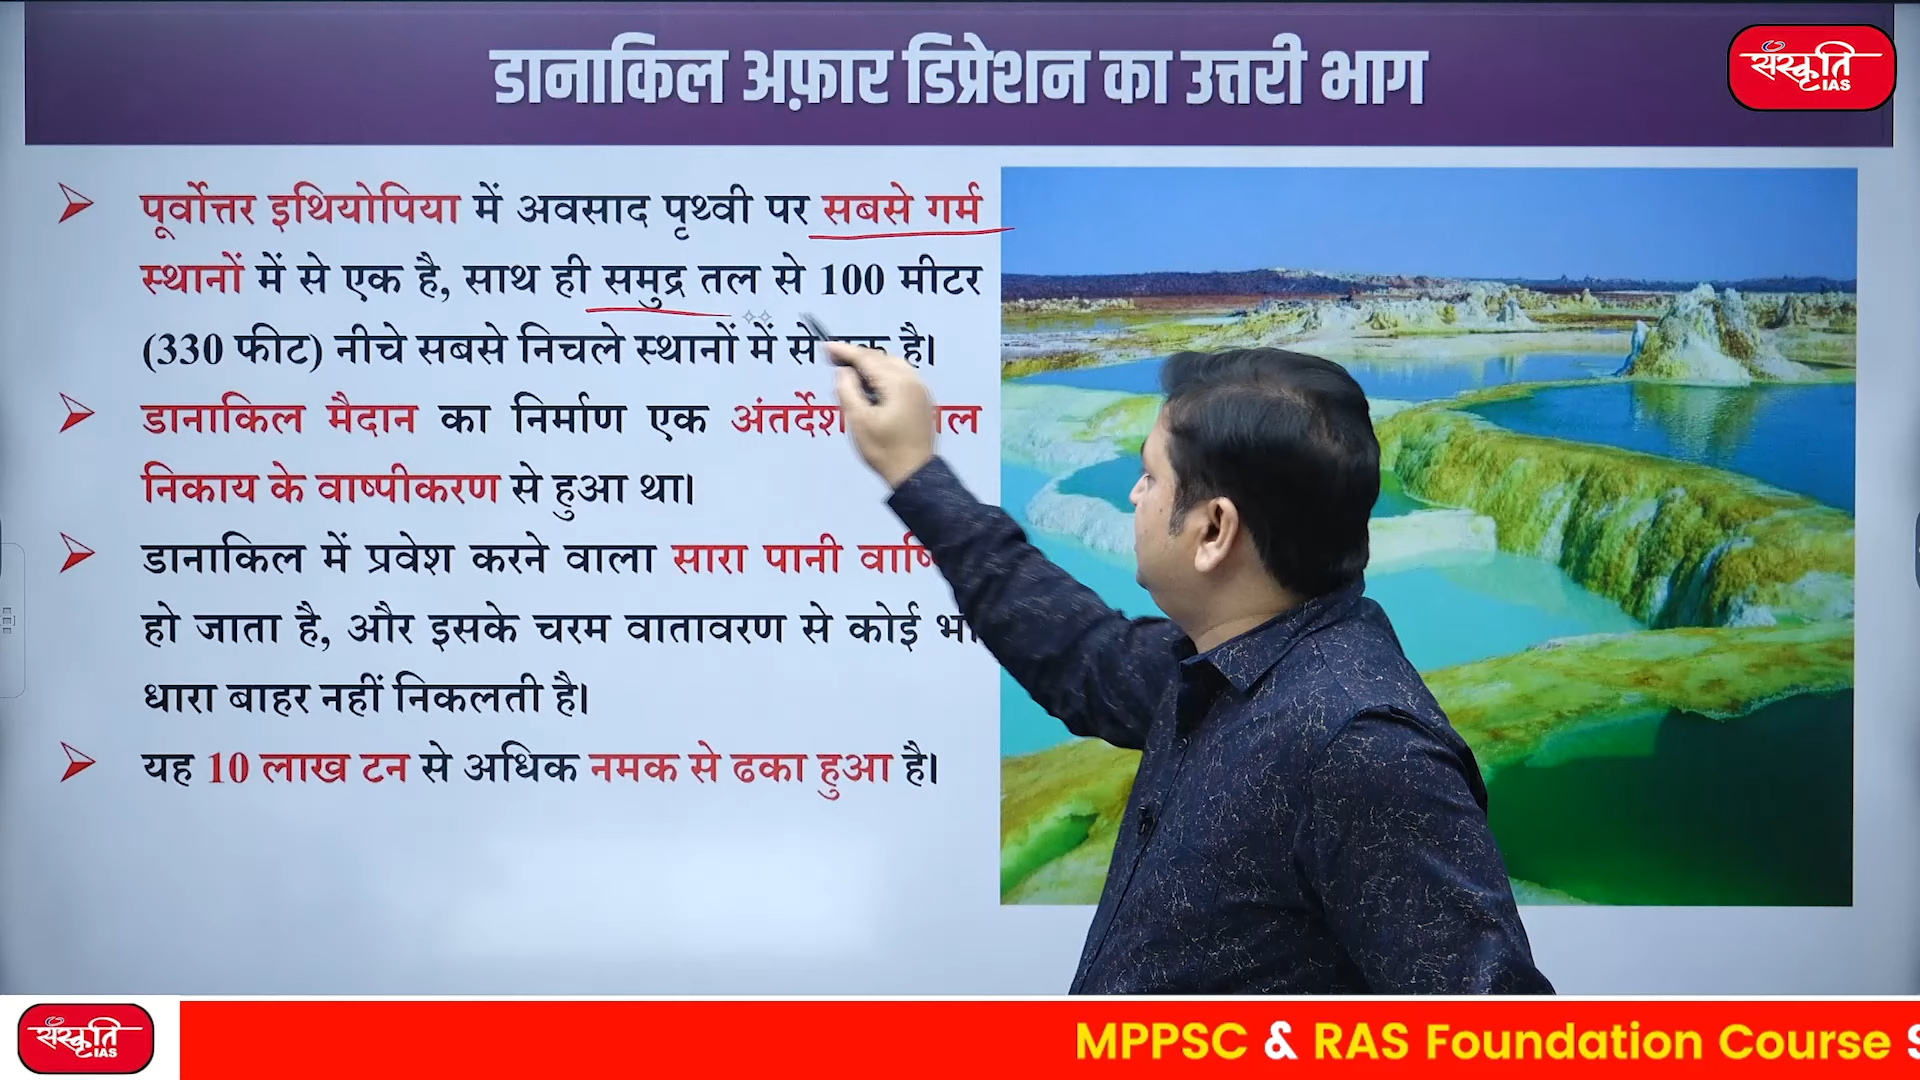 डानाकिल अफ़ार डिप्रेशन का उत्तरी भाग
संस्कृति
IAS
पूर्वोत्तर इथियोपिया में अवसाद पृथ्वी पर सबसे गर्म
स्थानों में से एक है, साथ ही समुद्र तल से 100 मीटर
(330 फीट) नीचे सबसे निचले स्थानों में से है।
डानाकिल मैदान का निर्माण एक
निकाय के वाष्पीकरण से हुआ था।
डानाकिल में प्रवेश करने वाला सारा पानी
हो जाता है, और इसके चरम वातावरण से कोई
धारा बाहर नहीं निकलती है।
यह 10 लाख टन से अधिक नमक से ढका हुआ है।
संस्कृति
IAS
MPPSC & RAS Foundation Course